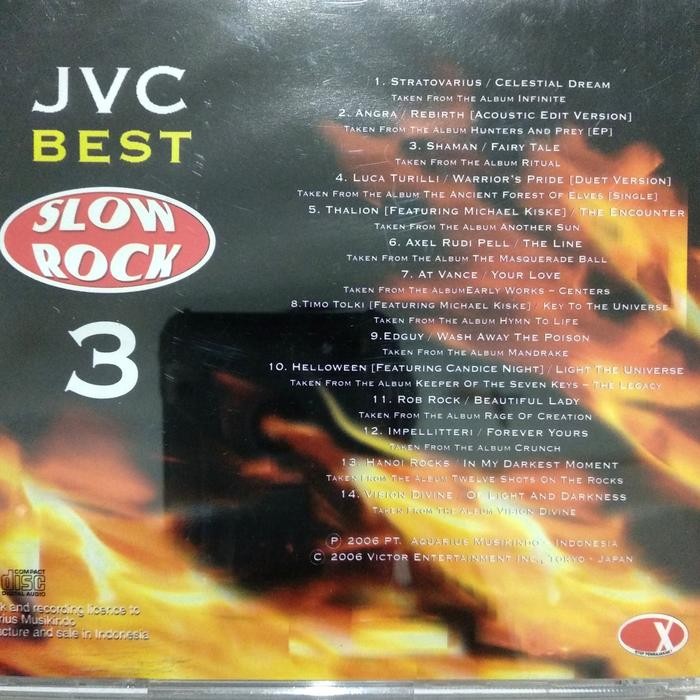 JVC
BEST
SLOW
ROCK
3
1. STRATOVARIUS / CELESTIAL DREAM
TAKEN FROM THE ALBUM INFINITE
2. ANGRA / REBIRTH [ACOUSTIC EDIT VERSION]
TAKEN FROM THE ALBUM HUNTERS AND PREY [EP]
3. SHAMAN / FAIRY TALE
TAKEN FROM THE ALBUM RITUAL
4. LUCA TURILLI / WARRIOR'S PRIDE [DUET VERSION]
TAKEN FROM THE ALBUM THE ANCIENT FOREST OF ELVES [SINGLE]
5. THALION [FEATURING MICHAEL KISKE] / THE ENCOUNTER
TAKEN FROM THE ALBUM ANOTHER SUN
6. AXEL RUDI PELL / THE LINE
TAKEN FROM THE ALBUM THE MASQUERADE BALL
7. AT VANCE / YOUR LOVE
TAKEN FROM THE ALBUMEARLY WORKS – CENTERS
8.TIMO TOLKI [FEATURING MICHAEL KISKE] / KEY TO THE UNIVERSE
TAKEN FROM THE ALBUM HYMN TO LIFE
9.EDGUY / WASH AWAY THE POISON
TAKEN FROM THE ALBUM MANDRAKE
10. HELLOWEEN [FEATURING CANDICE NIGHT] / LIGHT THE UNIVERSE
TAKEN FROM THE ALBUM KEEPER OF THE SEVEN KEYS – THE LEGACY
11. ROB ROCK / BEAUTIFUL LADY
TAKEN FROM THE ALBUM RAGE OF CREATION
12. IMPELLITTERI / FOREVER YOURS
TAKEN FROM THE ALBUM CRUNCH
13. HANOI ROCKS / IN MY DARKEST MOMENT
TAKEN FROM THE ALBUM TWELVE SHOTS ON THE ROCKS
14. VISION DIVINE OF LIGHT AND DARKNESS
TAKEN FROM THE ALBUM VISION DIVINE
Ⓟ 2006 PT. AQUARIUS MUSIKINDO - INDONESIA
© 2006 VICTOR ENTERTAINMENT INC., TOKYO - JAPAN
COMPACT
disc
DIGITAL AUDIO
k and recording licence to
rius Musikindo
cture and sale in Indonesia
X